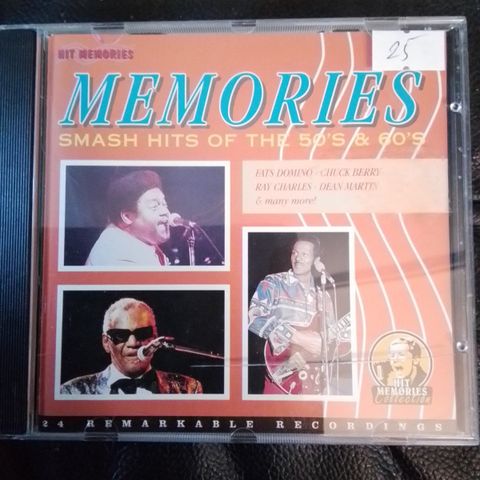 HIT MEMORIES
25
MEMORIES
SMASH HITS OF THE 50'S & 60'S
FATS DOMINO · CHUCK BERRY
RAY CHARLES · DEAN MARTIN
& many more!
HIT
MEMORIES
Collection
24 REMARKABLE RECORDINGS